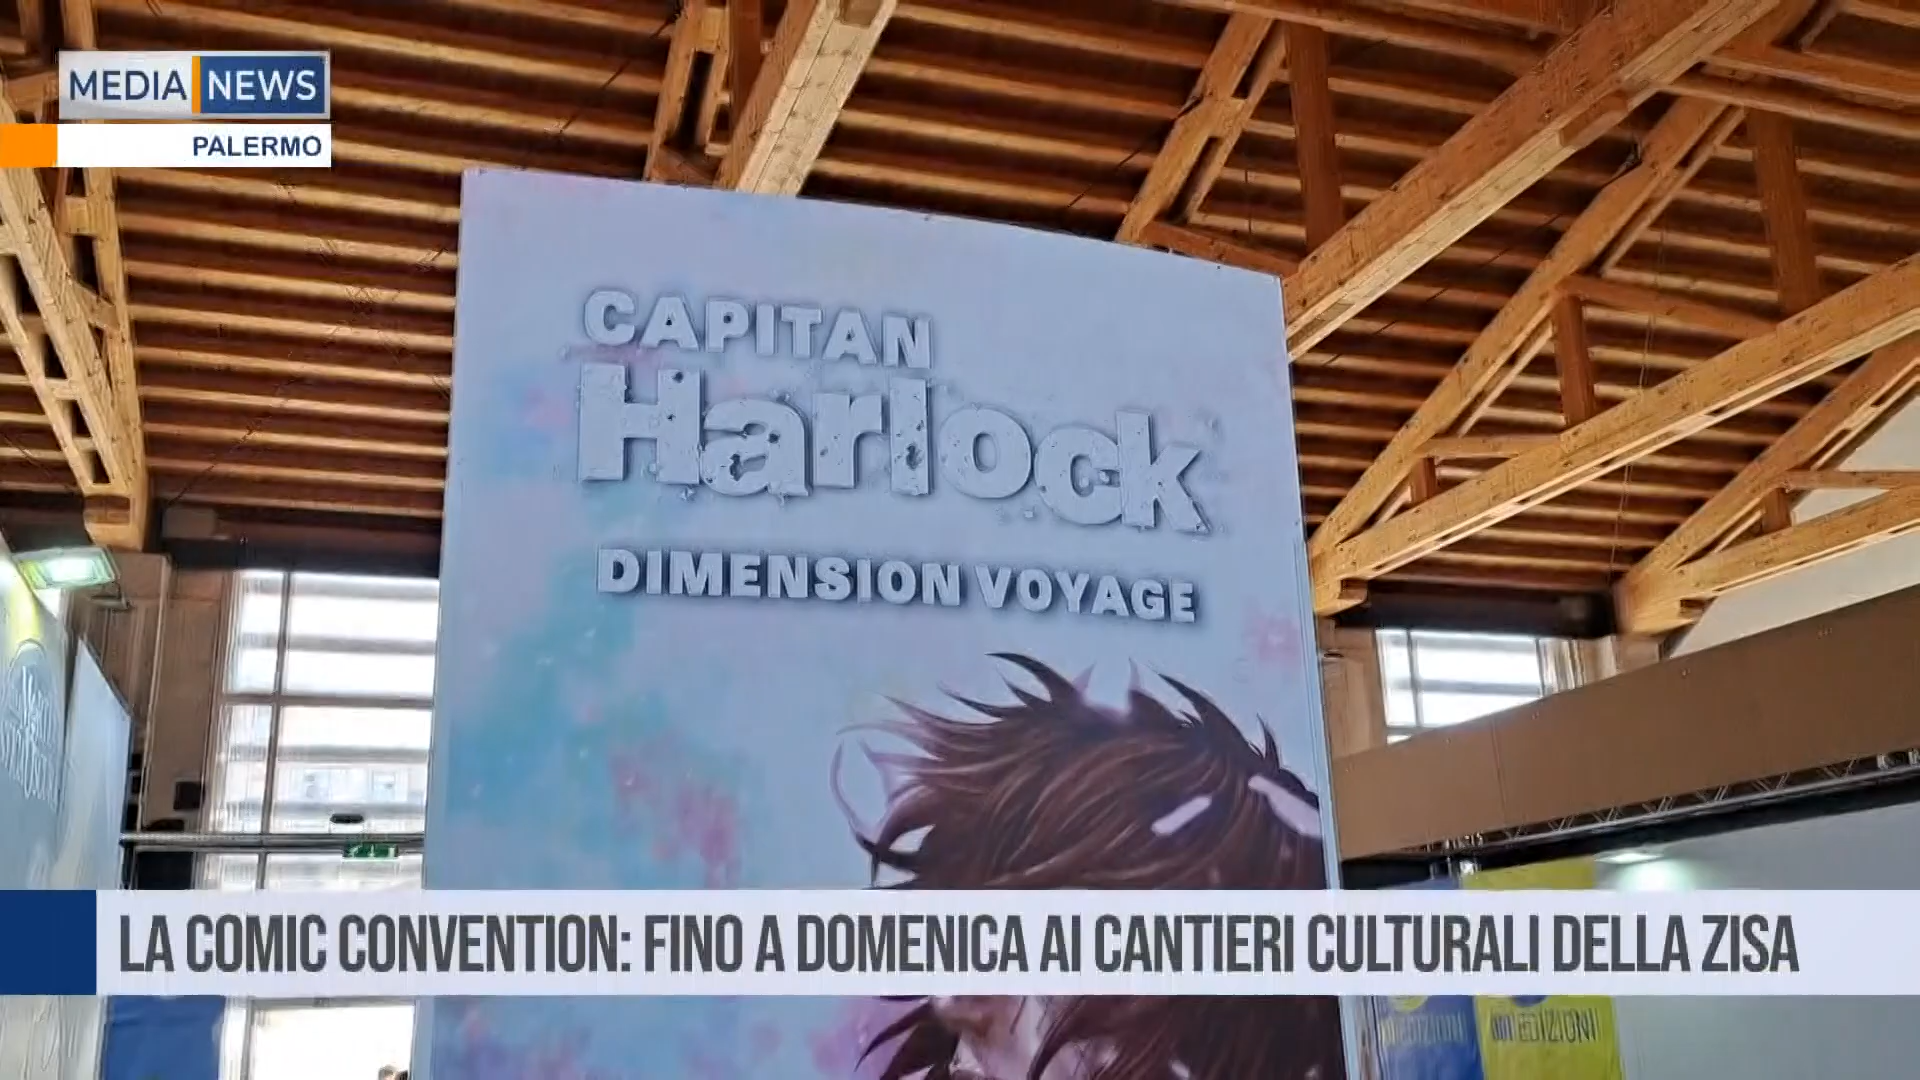 MEDIA NEWS
PALERMO
CAPITAN
Harlock
DIMENSION VOYAGE
LA COMIC CONVENTION: FINO A DOMENICA AI CANTIERI CULTURALI DELLA ZISA
EDIZIONI
EDIZIONI